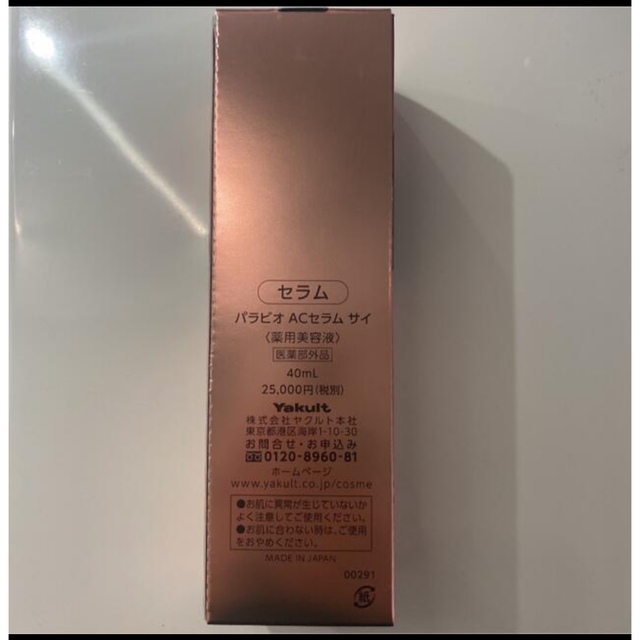 セラム
パラビオ ACセラム サイ
〈薬用美容液〉
医薬部外品
40mL
25,000円(税別)
Yakult
株式会社ヤクルト本社
東京都港区海岸1-10-30
お問合せ・お申込み
0120-8960-81
ホームページ
www.yakult.co.jp/cosme
●お肌に異常が生じていないか
よく注意してご使用ください。
●お肌に合わない時は、ご使用
をおやめください。
MADE IN JAPAN
00291
紙